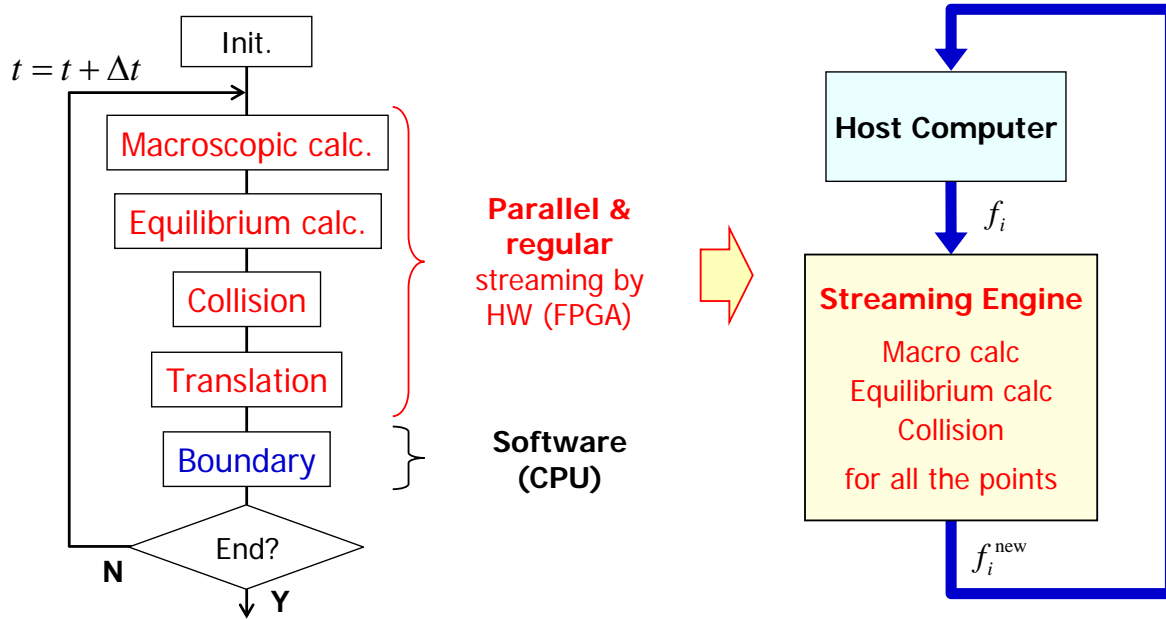 Init.
t = t + Δt
Macroscopic calc.
Equilibrium calc.
Collision
Translation
Boundary
End?
N
Y
Parallel &
regular
streaming by
HW (FPGA)
Software
(CPU)
Host Computer
f_i
Streaming Engine
Macro calc
Equilibrium calc
Collision
for all the points
f_i^new